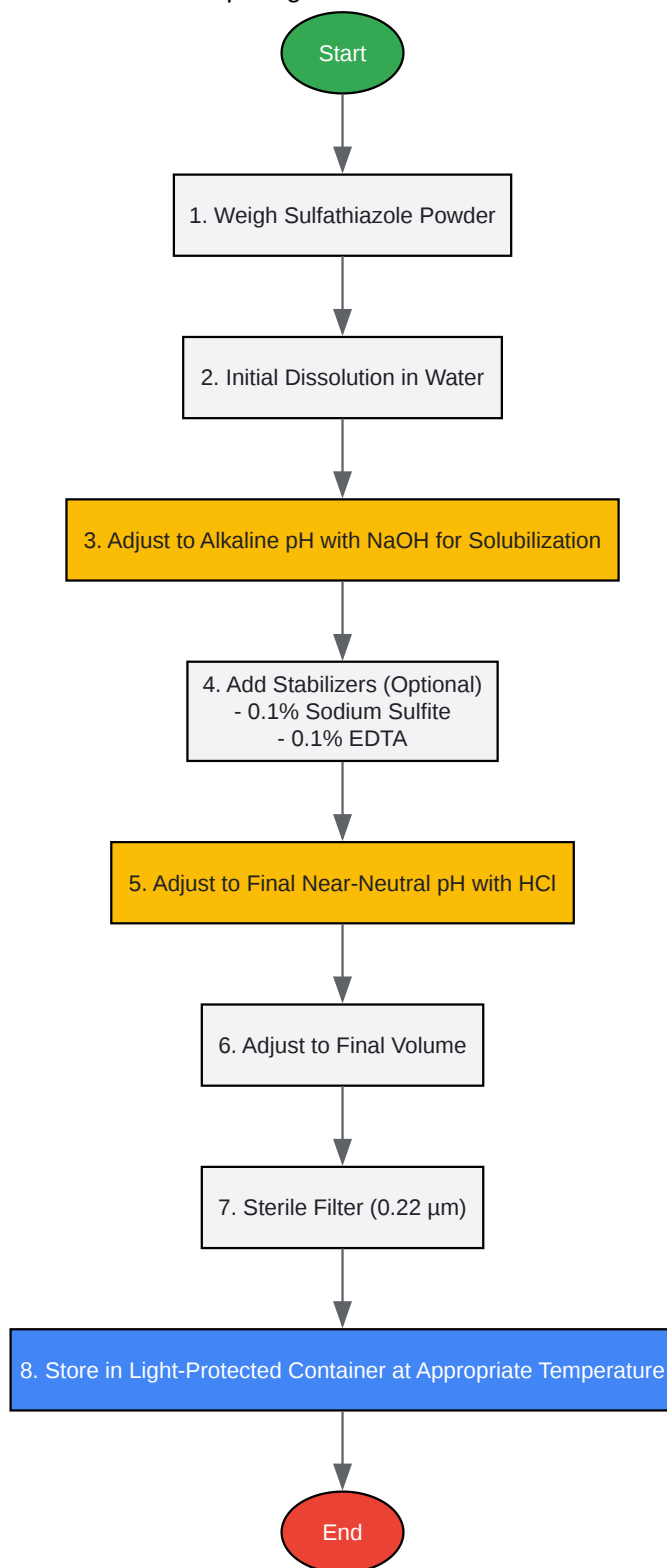 Start
1. Weigh Sulfathiazole Powder
2. Initial Dissolution in Water
3. Adjust to Alkaline pH with NaOH for Solubilization
4. Add Stabilizers (Optional)
- 0.1% Sodium Sulfite
- 0.1% EDTA
5. Adjust to Final Near-Neutral pH with HCl
6. Adjust to Final Volume
7. Sterile Filter (0.22 µm)
8. Store in Light-Protected Container at Appropriate Temperature
End